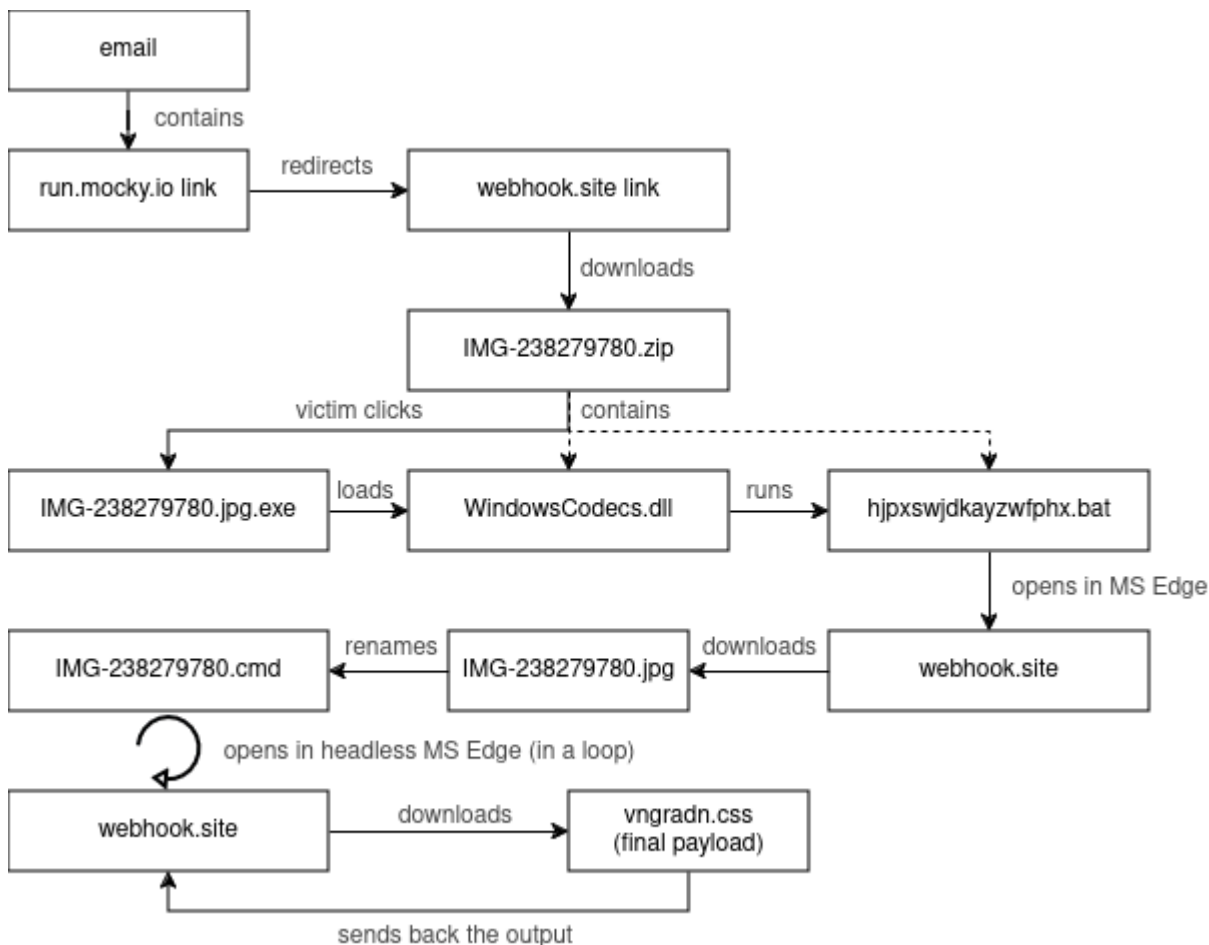 email
contains
run.mocky.io link
redirects
webhook.site link
downloads
IMG-238279780.zip
victim clicks
contains
IMG-238279780.jpg.exe
loads
WindowsCodecs.dll
runs
hjpxswjdkayzwfphx.bat
opens in MS Edge
IMG-238279780.cmd
renames
IMG-238279780.jpg
downloads
webhook.site
opens in headless MS Edge (in a loop)
webhook.site
downloads
vngradn.css
(final payload)
sends back the output